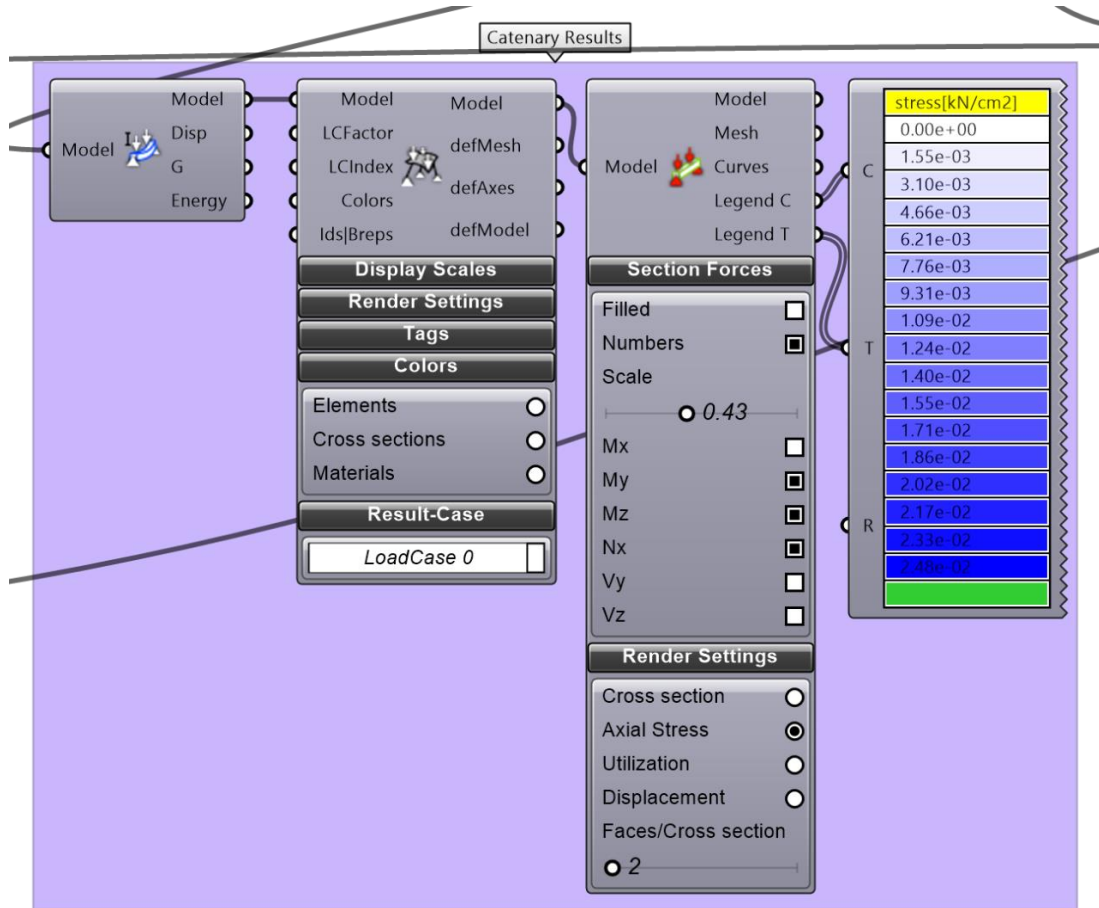 Catenary Results
Model
Model
Disp
G
Energy
Model
LCFactor
LCIndex
Colors
Ids|Breps
Model
defMesh
defAxes
defModel
Display Scales
Render Settings
Tags
Colors
Elements
Cross sections
Materials
Result-Case
LoadCase 0
Model
Model
Mesh
Curves
Legend C
Legend T
Section Forces
Filled
Numbers
Scale
0.43
Mx
My
Mz
Nx
Vy
Vz
Render Settings
Cross section
Axial Stress
Utilization
Displacement
Faces/Cross section
2
C
T
R
stress[kN/cm2]
0.00e+00
1.55e-03
3.10e-03
4.66e-03
6.21e-03
7.76e-03
9.31e-03
1.09e-02
1.24e-02
1.40e-02
1.55e-02
1.71e-02
1.86e-02
2.02e-02
2.17e-02
2.33e-02
2.48e-02